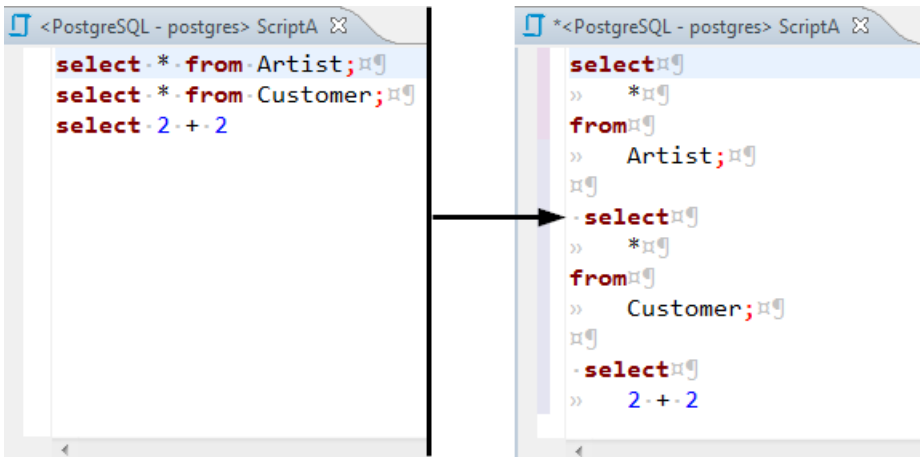 <PostgreSQL - postgres> ScriptA
select·*·from·Artist;¤¶
select·*·from·Customer;¤¶
select·2·+·2
*<PostgreSQL - postgres> ScriptA
select¤¶
»	*¤¶
from¤¶
»	Artist;¤¶
¤¶
·select¤¶
»	*¤¶
from¤¶
»	Customer;¤¶
¤¶
·select¤¶
»	2·+·2